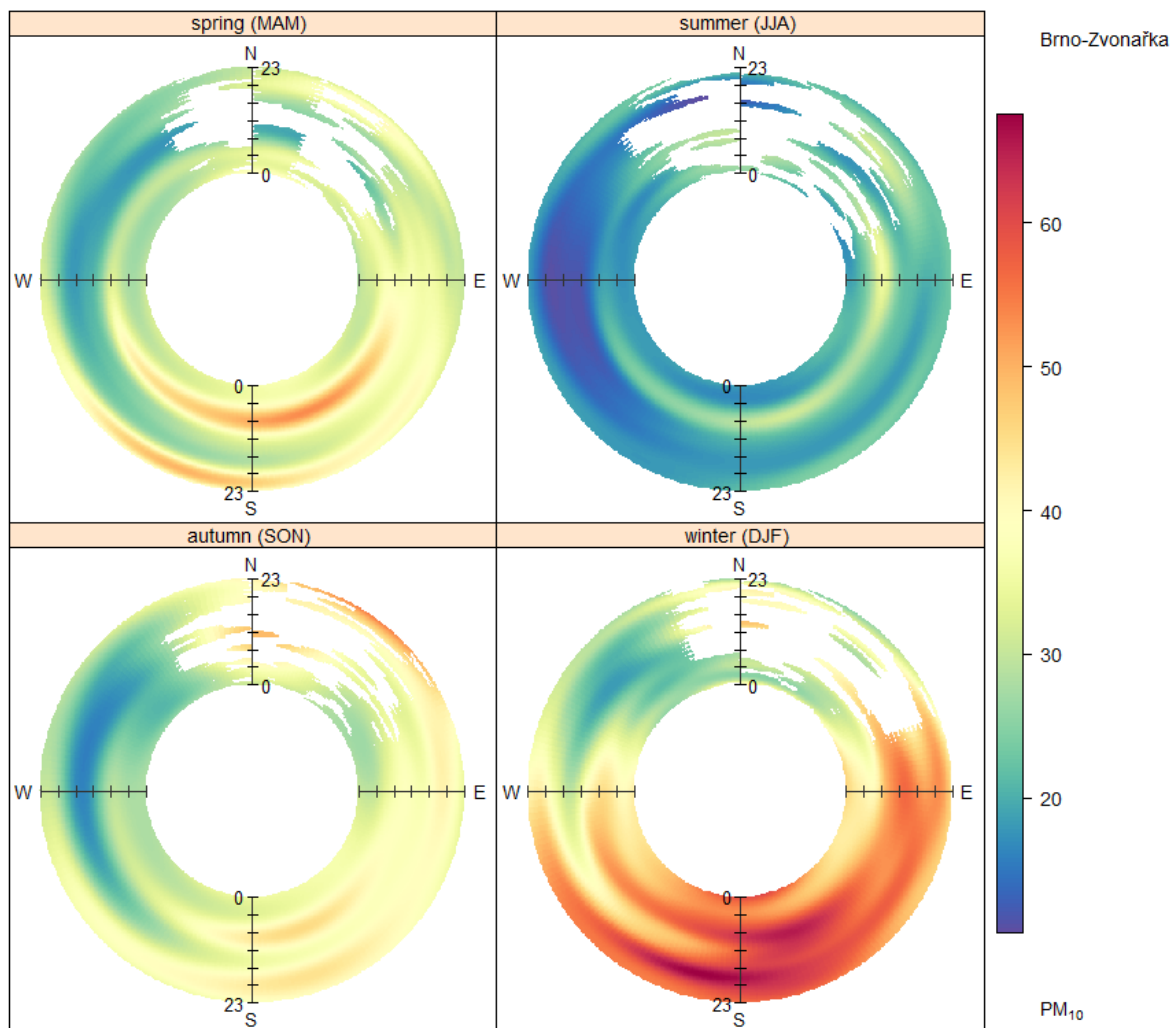 spring (MAM)
summer (JJA)
Brno-Zvonařka
N
23
0
W
E
0
23
S
N
23
0
W
E
0
23
S
60
50
40
30
20
autumn (SON)
winter (DJF)
N
23
0
W
E
0
23
S
N
23
0
W
E
0
23
S
PM₁₀